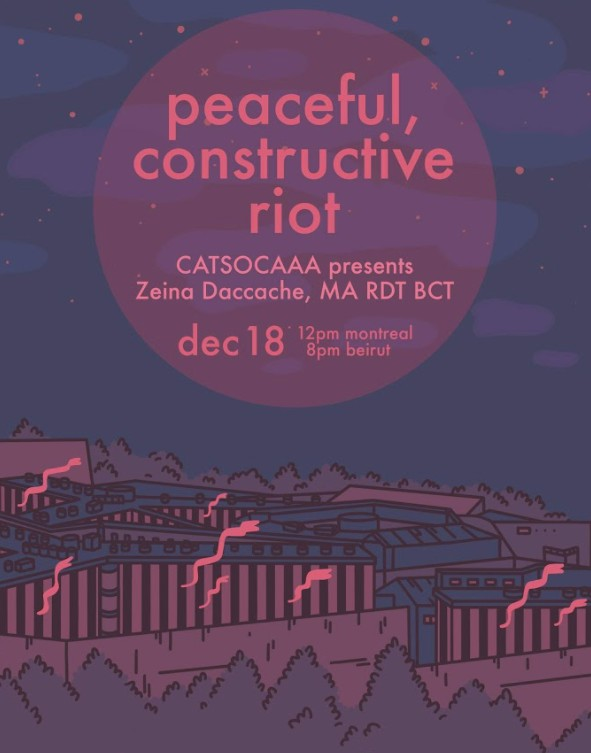 peaceful,
constructive
riot
CATSOCAAA presents
Zeina Daccache, MA RDT BCT
dec 18
12pm montreal
8pm beirut